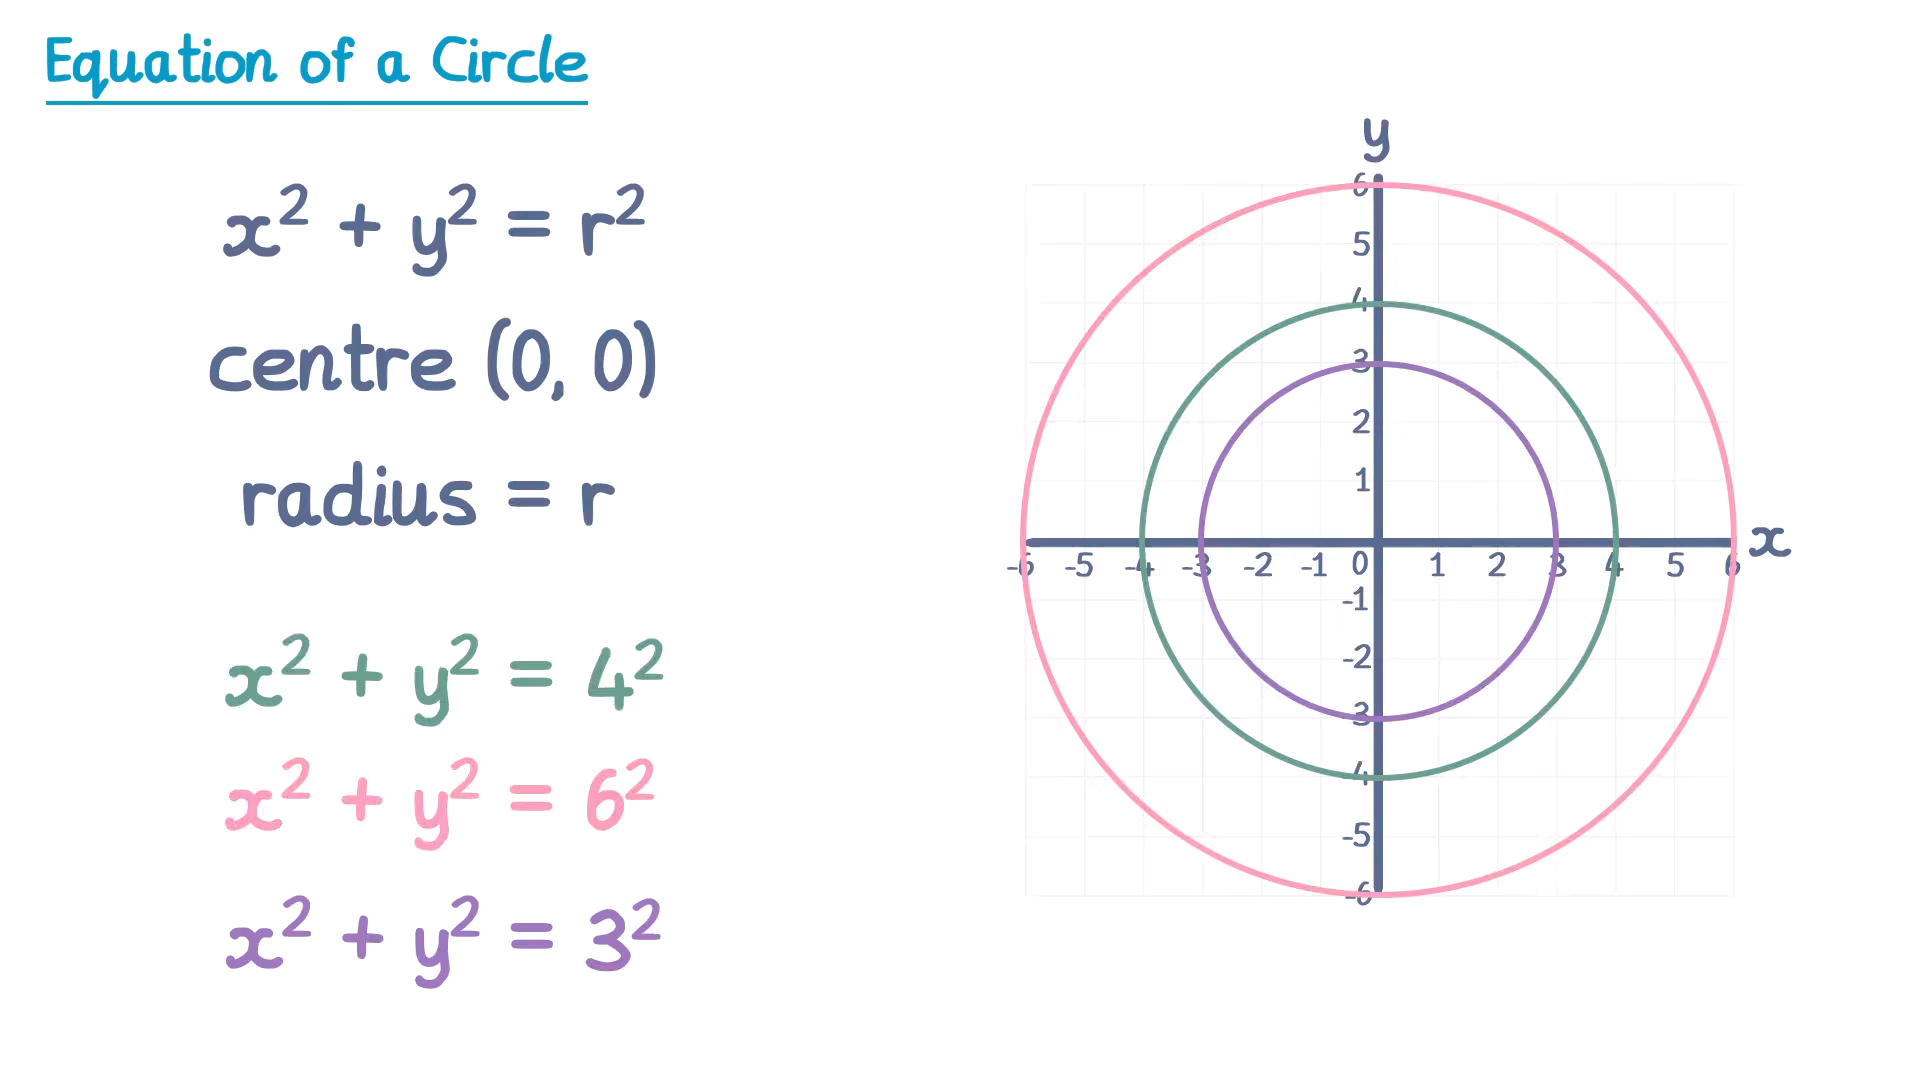 Equation of a Circle
x² + y² = r²
centre (0, 0)
radius = r
x² + y² = 4²
x² + y² = 6²
x² + y² = 3²
y
6
5
4
3
2
1
x
-6 -5 -4 -3 -2 -1 0 1 2 3 4 5 6
-1
-2
-3
-4
-5
-6